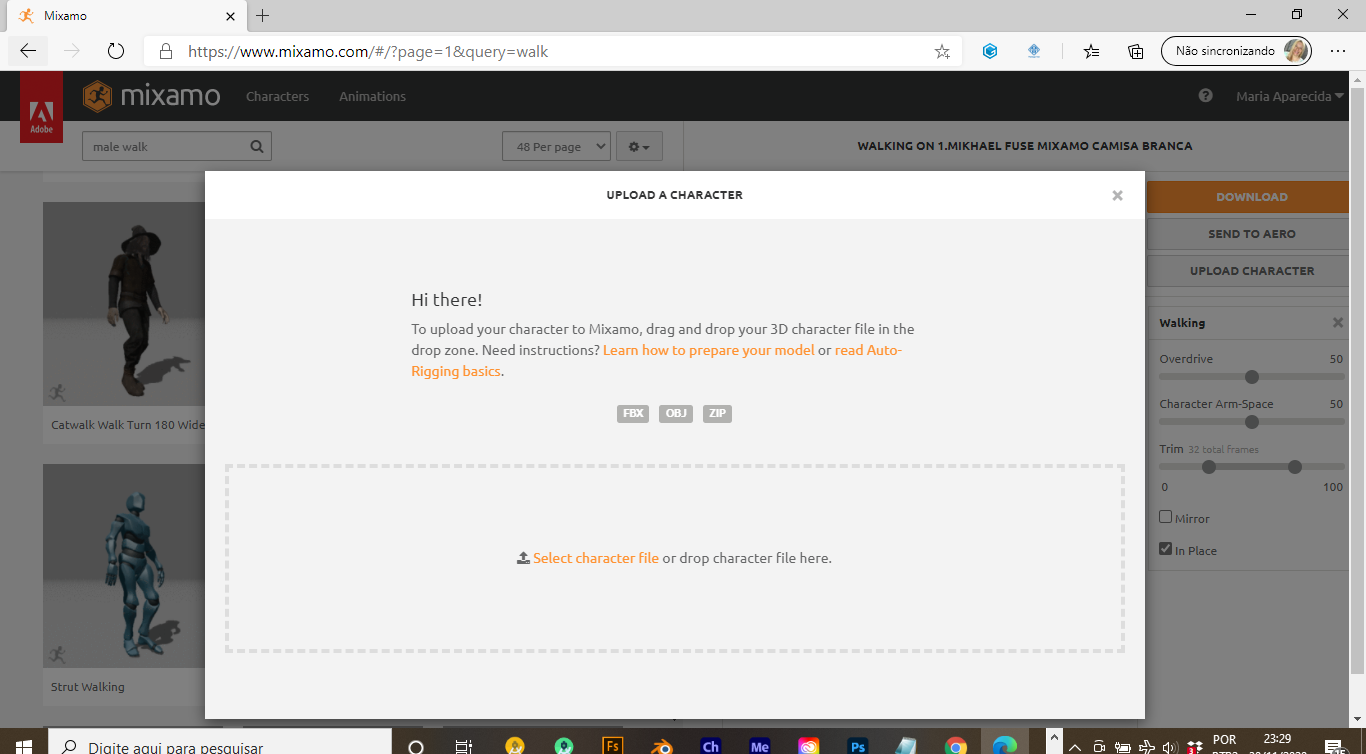 Mixamo
https://www.mixamo.com/#/?page=1&query=walk
Não sincronizando
Adobe
mixamo
Characters
Animations
Maria Aparecida
male walk
48 Per page
WALKING ON 1.MIKHAEL FUSE MIXAMO CAMISA BRANCA
UPLOAD A CHARACTER
DOWNLOAD
SEND TO AERO
UPLOAD CHARACTER
Hi there!
To upload your character to Mixamo, drag and drop your 3D character file in the
drop zone. Need instructions? Learn how to prepare your model or read Auto-
Rigging basics.
FBX OBJ ZIP
Select character file or drop character file here.
Catwalk Walk Turn 180 Wide
Strut Walking
Walking
Overdrive 50
Character Arm-Space 50
Trim 32 total frames
0 100
Mirror
In Place
Digite aqui para pesquisar
Fs
Ch
Me
Ps
POR
23:29